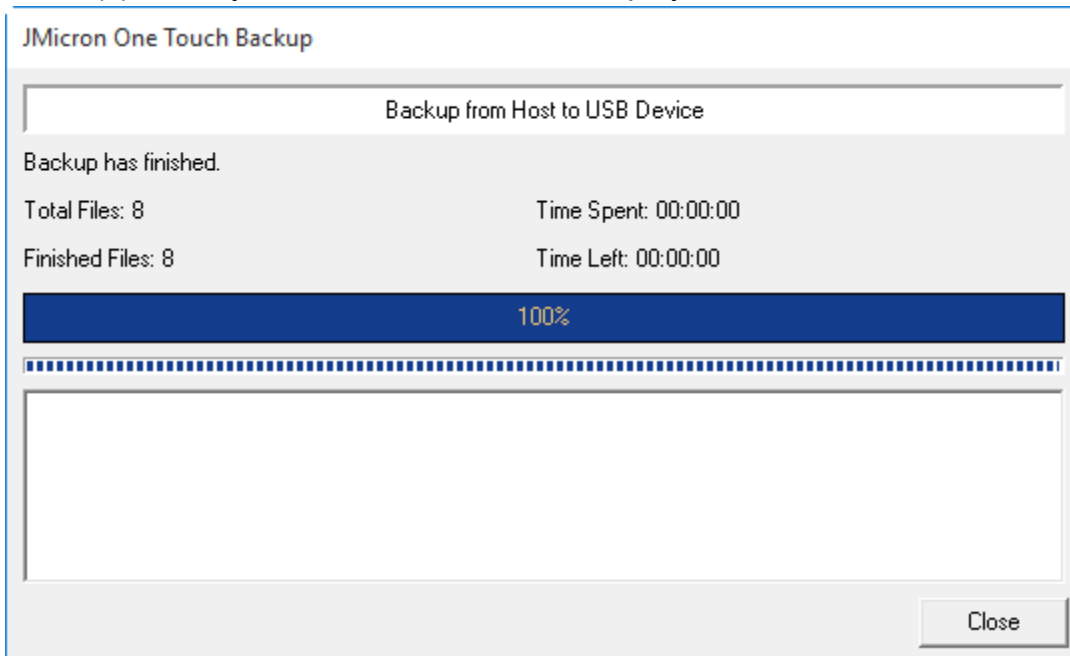 JMicron One Touch Backup
Backup from Host to USB Device
Backup has finished.
Total Files: 8
Time Spent: 00:00:00
Finished Files: 8
Time Left: 00:00:00
100%
Close